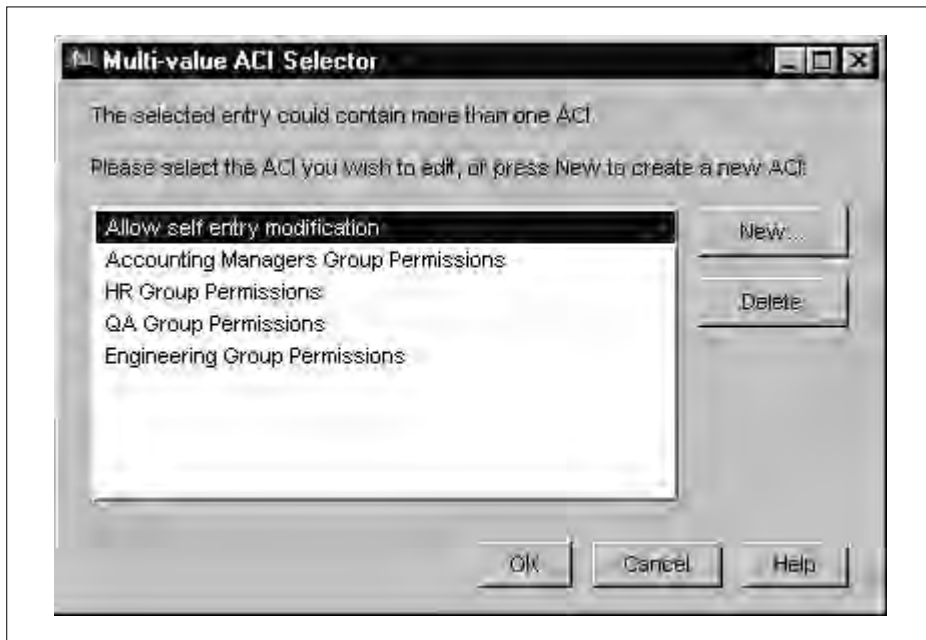 Multi-value ACI Selector
The selected entry could contain more than one ACI.
Please select the ACI you wish to edit, or press New to create a new ACI:
Allow self entry modification
New...
Accounting Managers Group Permissions
HR Group Permissions
Delete
QA Group Permissions
Engineering Group Permissions
OK
Cancel
Help